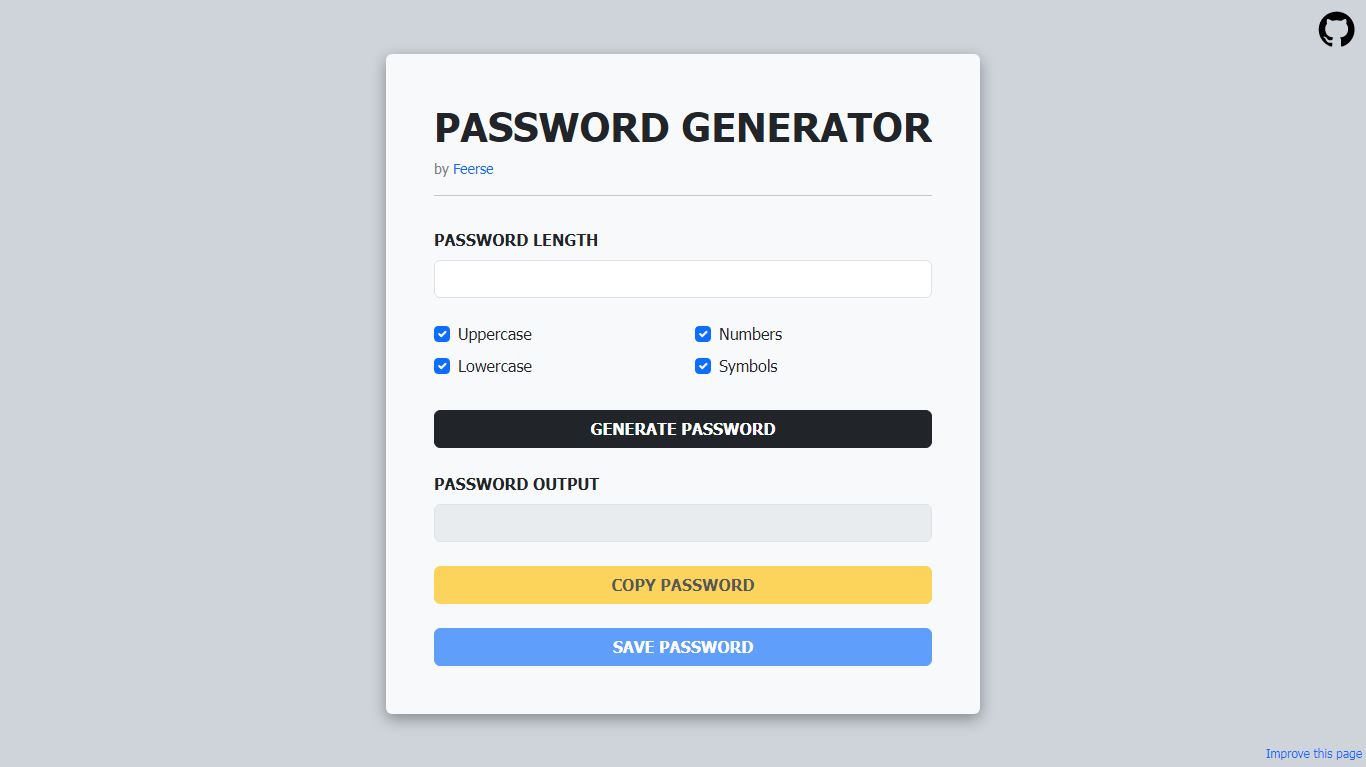 PASSWORD GENERATOR
by Feerse
PASSWORD LENGTH
Uppercase
Numbers
Lowercase
Symbols
GENERATE PASSWORD
PASSWORD OUTPUT
COPY PASSWORD
SAVE PASSWORD
Improve this page